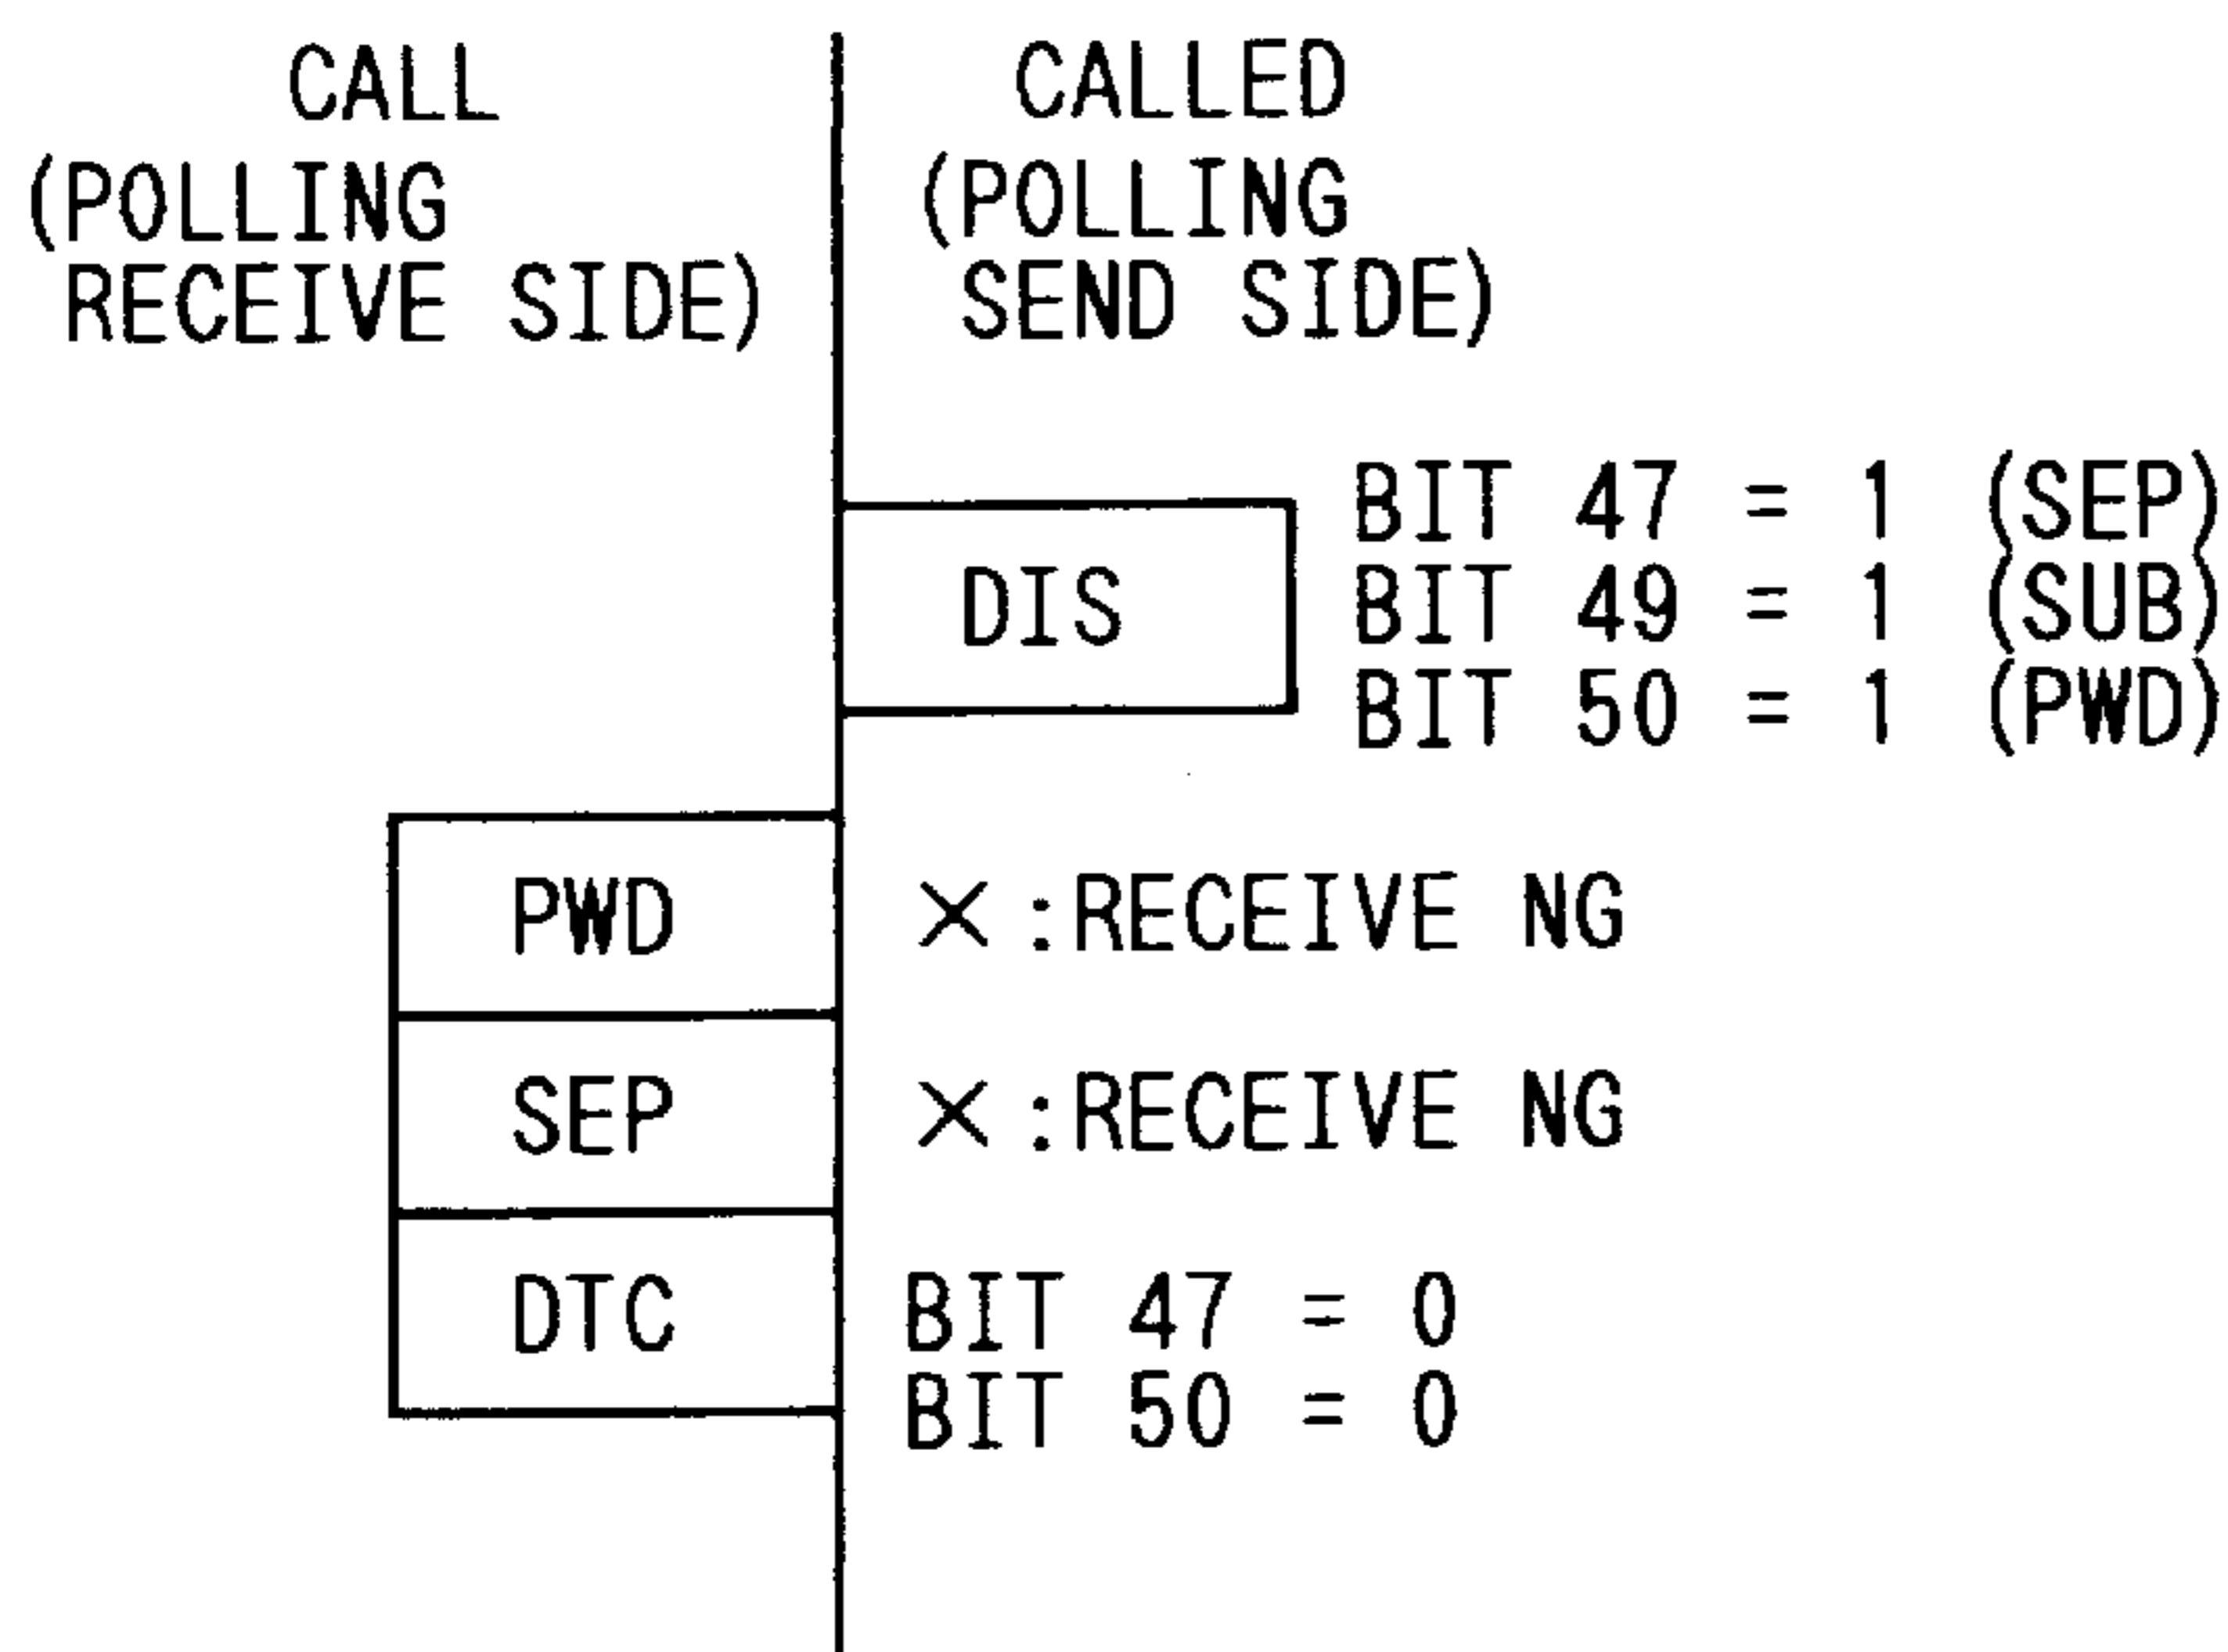 CALL
(POLLING
RECEIVE SIDE)
CALLED
(POLLING
SEND SIDE)
DIS
BIT 47 = 1 (SEP)
BIT 49 = 1 (SUB)
BIT 50 = 1 (PWD)
PWD
×:RECEIVE NG
SEP
×:RECEIVE NG
DTC
BIT 47 = 0
BIT 50 = 0